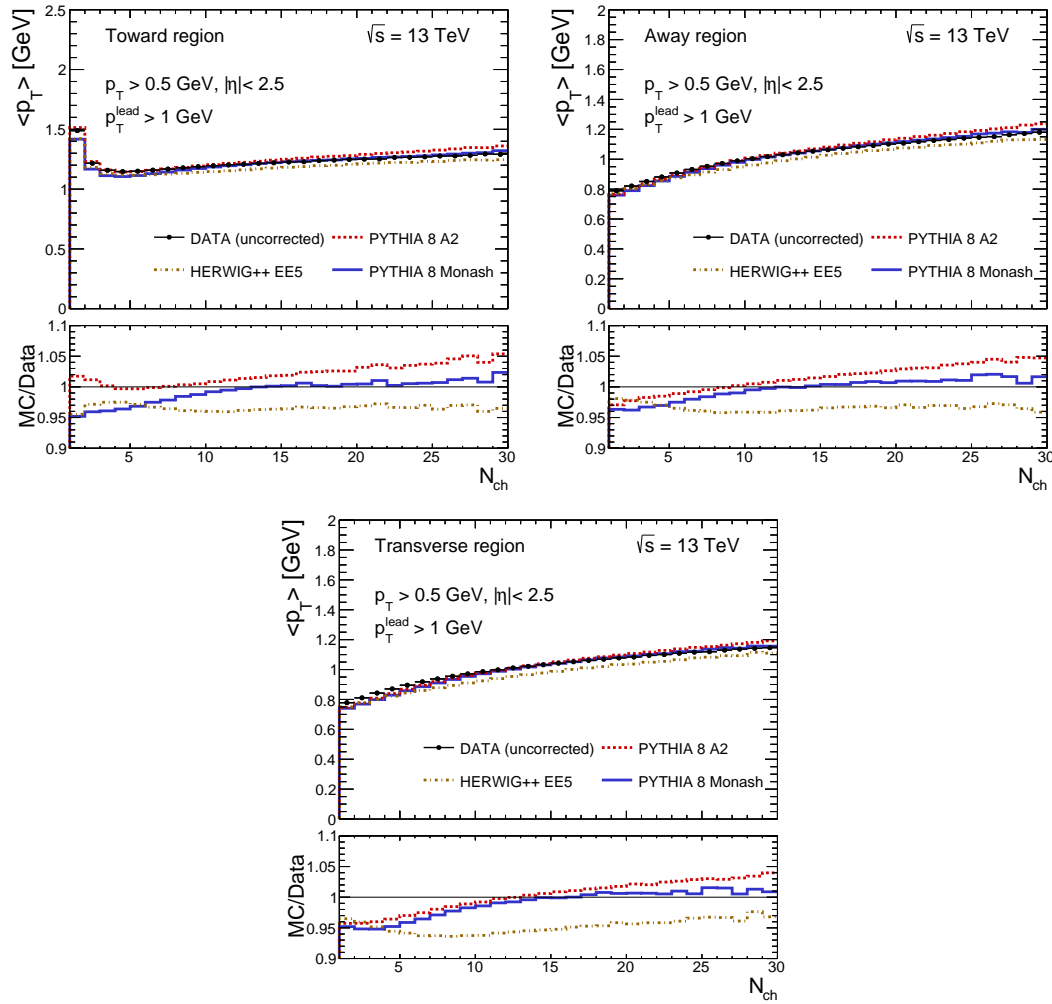 <p_T> [GeV]
2.5
2
1.5
1
0.5
0
Toward region √s = 13 TeV
p_T > 0.5 GeV, |η|< 2.5
p_T^lead > 1 GeV
DATA (uncorrected) PYTHIA 8 A2
HERWIG++ EE5 PYTHIA 8 Monash
MC/Data
1.1
1.05
1
0.95
0.9
5 10 15 20 25 30
N_ch
<p_T> [GeV]
2
1.8
1.6
1.4
1.2
1
0.8
0.6
0.4
0.2
0
Away region √s = 13 TeV
p_T > 0.5 GeV, |η|< 2.5
p_T^lead > 1 GeV
DATA (uncorrected) PYTHIA 8 A2
HERWIG++ EE5 PYTHIA 8 Monash
MC/Data
1.1
1.05
1
0.95
0.9
5 10 15 20 25 30
N_ch
<p_T> [GeV]
2
1.8
1.6
1.4
1.2
1
0.8
0.6
0.4
0.2
0
Transverse region √s = 13 TeV
p_T > 0.5 GeV, |η|< 2.5
p_T^lead > 1 GeV
DATA (uncorrected) PYTHIA 8 A2
HERWIG++ EE5 PYTHIA 8 Monash
MC/Data
1.1
1.05
1
0.95
0.9
5 10 15 20 25 30
N_ch